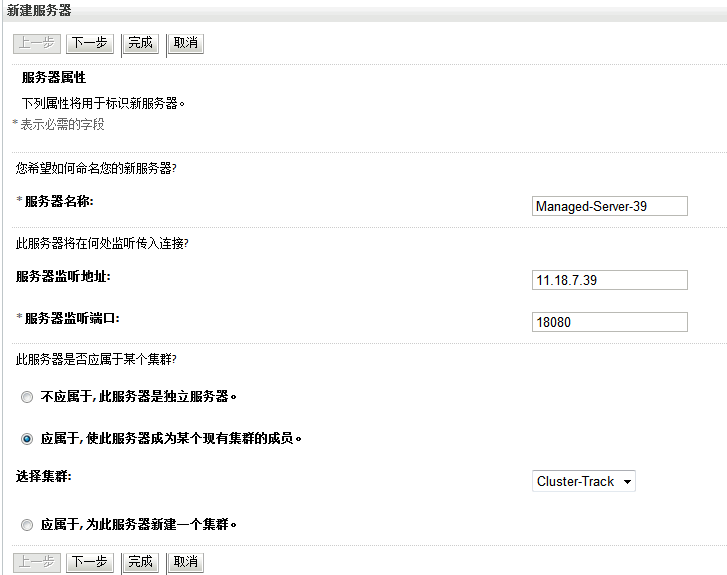 新建服务器
上一步 下一步 完成 取消
服务器属性
下列属性将用于标识新服务器。
*表示必需的字段
您希望如何命名您的新服务器?
*服务器名称: Managed-Server-39
此服务器将在何处监听传入连接?
服务器监听地址: 11.18.7.39
*服务器监听端口: 18080
此服务器是否应属于某个集群?
不应属于,此服务器是独立服务器。
应属于,使此服务器成为某个现有集群的成员。
选择集群: Cluster-Track
应属于,为此服务器新建一个集群。
上一步 下一步 完成 取消